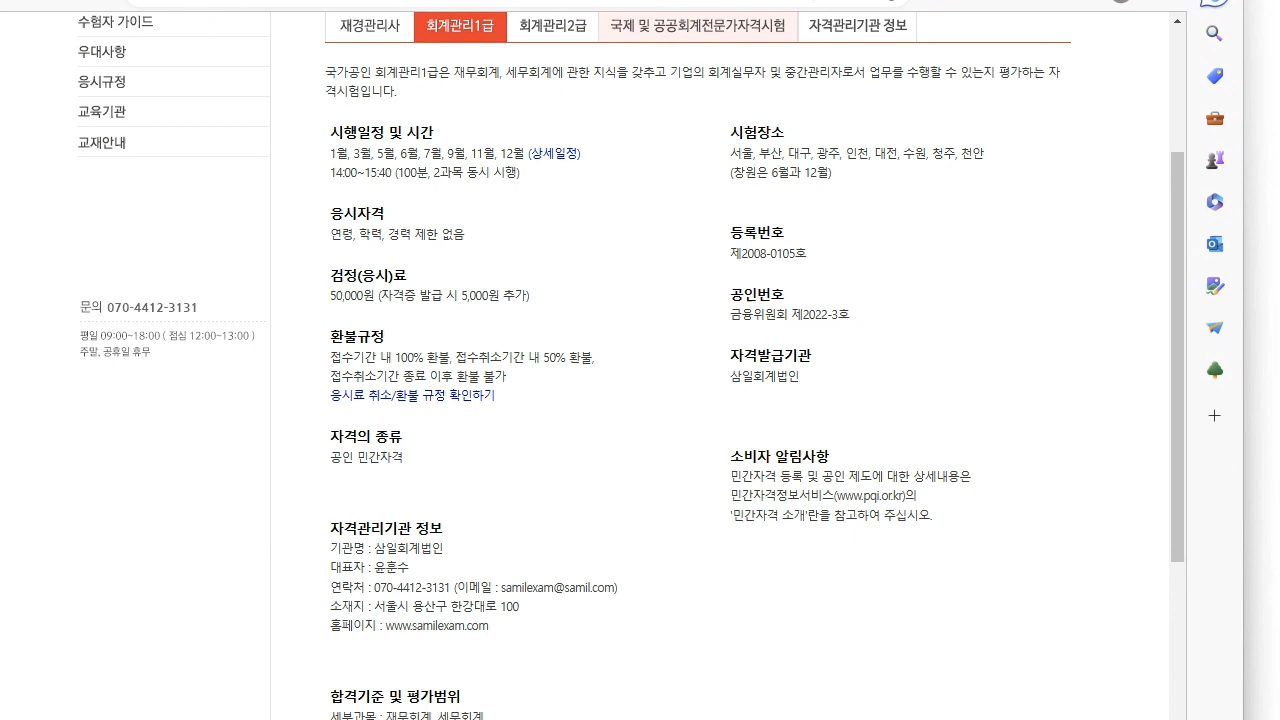 수험자 가이드
우대사항
응시규정
교육기관
교재안내
문의 070-4412-3131
평일 09:00~18:00 ( 점심 12:00~13:00 )
주말, 공휴일 휴무
재경관리사 회계관리1급 회계관리2급 국제 및 공공회계전문가자격시험 자격관리기관 정보
국가공인 회계관리1급은 재무회계, 세무회계에 관한 지식을 갖추고 기업의 회계실무자 및 중간관리자로서 업무를 수행할 수 있는지 평가하는 자
격시험입니다.
시행일정 및 시간
1월, 3월, 5월, 6월, 7월, 9월, 11월, 12월 (상세일정)
14:00~15:40 (100분, 2과목 동시 시행)
응시자격
연령, 학력, 경력 제한 없음
검정(응시)료
50,000원 (자격증 발급 시 5,000원 추가)
환불규정
접수기간 내 100% 환불, 접수취소기간 내 50% 환불,
접수취소기간 종료 이후 환불 불가
응시료 취소/환불 규정 확인하기
자격의 종류
공인 민간자격
자격관리기관 정보
기관명 : 삼일회계법인
대표자 : 윤훈수
연락처 : 070-4412-3131 (이메일 : samilexam@samil.com)
소재지 : 서울시 용산구 한강대로 100
홈페이지 : www.samilexam.com
합격기준 및 평가범위
세부과목 : 재무회계, 세무회계
시험장소
서울, 부산, 대구, 광주, 인천, 대전, 수원, 청주, 천안
(창원은 6월과 12월)
등록번호
제2008-0105호
공인번호
금융위원회 제2022-3호
자격발급기관
삼일회계법인
소비자 알림사항
민간자격 등록 및 공인 제도에 대한 상세내용은
민간자격정보서비스(www.pqi.or.kr)의
'민간자격 소개'란을 참고하여 주십시오.